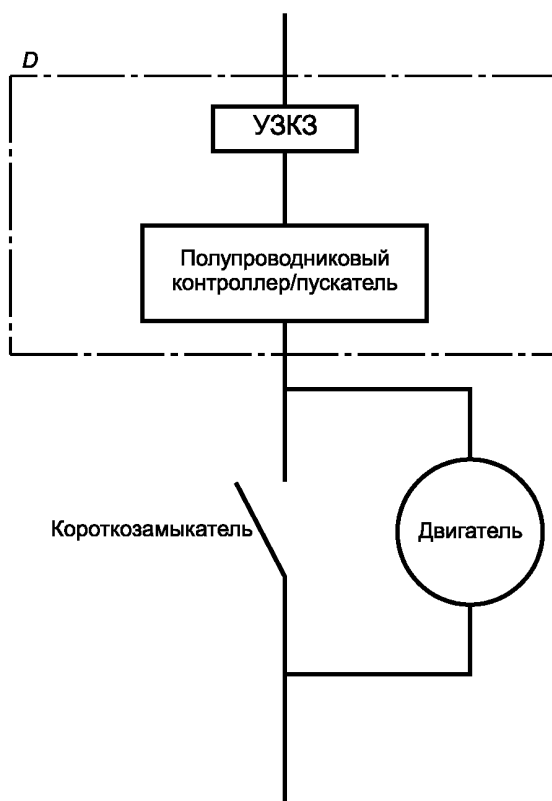 D
УЗКЗ
Полупроводниковый
контроллер/пускатель
Короткозамыкатель
Двигатель